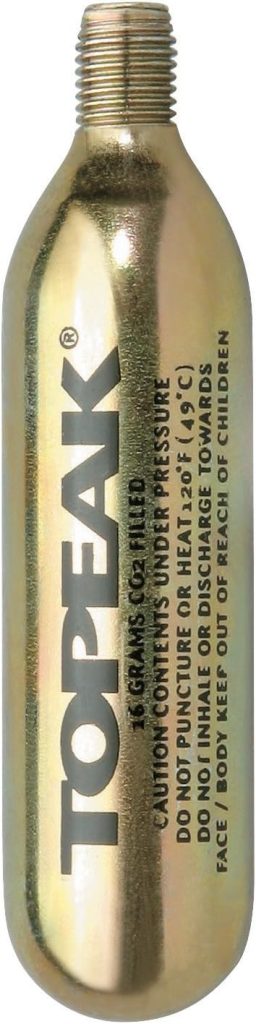 TOPEAK®
16 GRAMS CO2 FILLED
CAUTION CONTENTS UNDER PRESSURE
DO NOT PUNCTURE OR HEAT 120°F (49°C)
DO NOT INHALE OR DISCHARGE TOWARDS
FACE / BODY KEEP OUT OF REACH OF CHILDREN